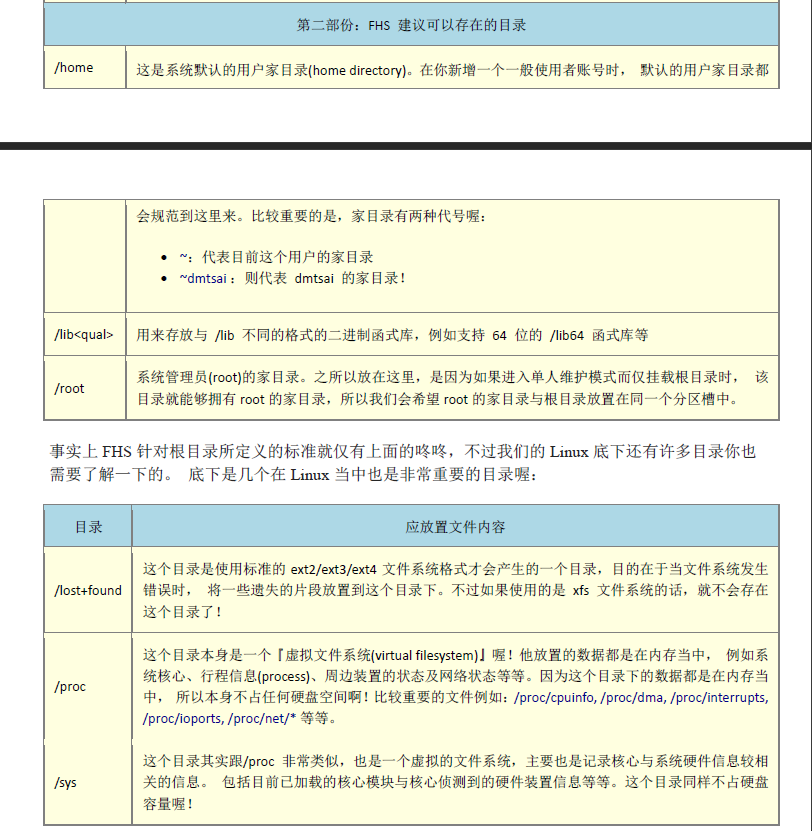 第二部份：FHS 建议可以存在的目录
/home
这是系统默认的用户家目录(home directory)。在你新增一个一般使用者账号时， 默认的用户家目录都
会规范到这里来。比较重要的是，家目录有两种代号喔：
• ~：代表目前这个用户的家目录
• ~dmtsai：则代表 dmtsai 的家目录！
/lib<qual>
用来存放与 /lib 不同的格式的二进制函式库，例如支持 64 位的 /lib64 函式库等
/root
系统管理员(root)的家目录。之所以放在这里，是因为如果进入单人维护模式而仅挂载根目录时， 该
目录就能够拥有 root 的家目录，所以我们会希望 root 的家目录与根目录放置在同一个分区槽中。
事实上 FHS 针对根目录所定义的标准就仅有上面的咚咚，不过我们的 Linux 底下还有许多目录你也
需要了解一下的。 底下是几个在 Linux 当中也是非常重要的目录喔：
目录
应放置文件内容
/lost+found
这个目录是使用标准的 ext2/ext3/ext4 文件系统格式才会产生的一个目录，目的在于当文件系统发生
错误时， 将一些遗失的片段放置到这个目录下。不过如果使用的是 xfs 文件系统的话，就不会存在
这个目录了！
/proc
这个目录本身是一个『虚拟文件系统(virtual filesystem)』喔！他放置的数据都是在内存当中， 例如系
统核心、行程信息(process)、周边装置的状态及网络状态等等。因为这个目录下的数据都是在内存当
中， 所以本身不占任何硬盘空间啊！比较重要的文件例如：/proc/cpuinfo, /proc/dma, /proc/interrupts,
/proc/ioports, /proc/net/* 等等。
/sys
这个目录其实跟/proc 非常类似，也是一个虚拟的文件系统，主要也是记录核心与系统硬件信息较相
关的信息。 包括目前已加载的核心模块与核心侦测到的硬件装置信息等等。这个目录同样不占硬盘
容量喔！